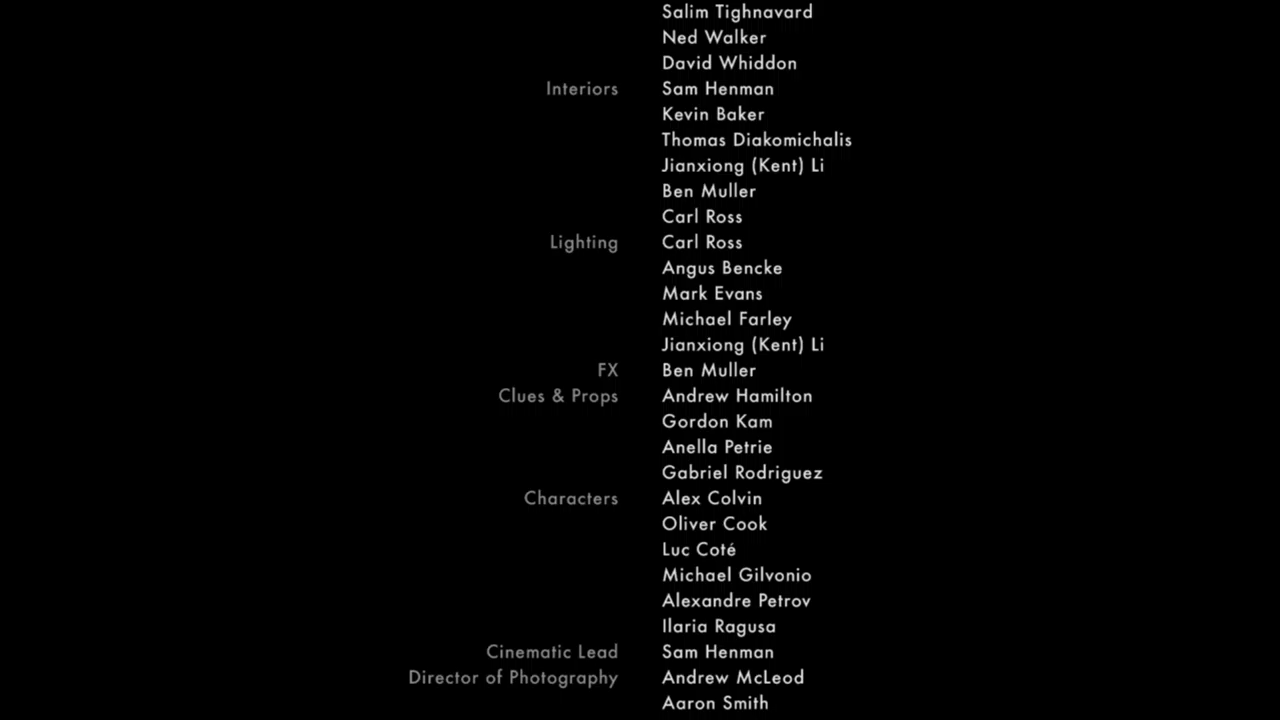 Salim Tighnavard
Ned Walker
David Whiddon
Interiors Sam Henman
Kevin Baker
Thomas Diakomichalis
Jianxiong (Kent) Li
Ben Muller
Carl Ross
Lighting Carl Ross
Angus Bencke
Mark Evans
Michael Farley
Jianxiong (Kent) Li
FX Ben Muller
Clues & Props Andrew Hamilton
Gordon Kam
Anella Petrie
Gabriel Rodriguez
Characters Alex Colvin
Oliver Cook
Luc Coté
Michael Gilvonio
Alexandre Petrov
Ilaria Ragusa
Cinematic Lead Sam Henman
Director of Photography Andrew McLeod
Aaron Smith